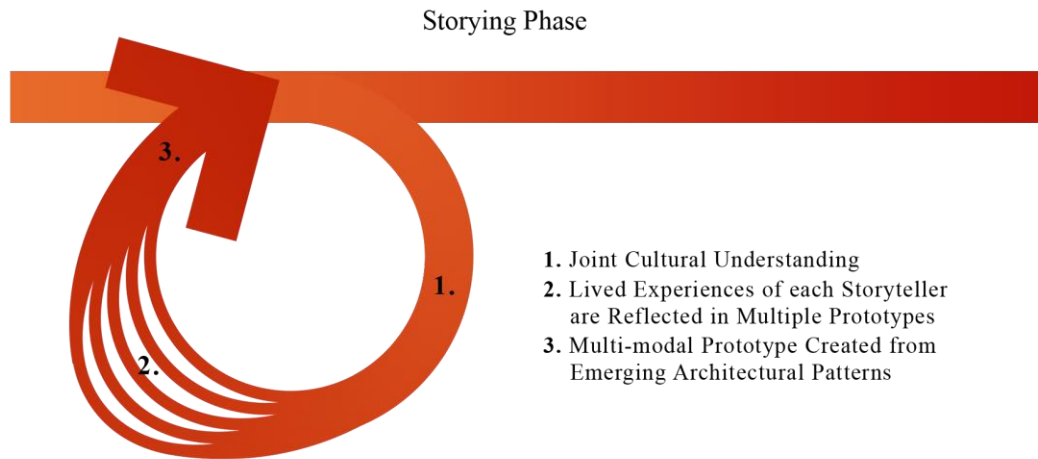 Storying Phase
3.
1.
2.
1. Joint Cultural Understanding
2. Lived Experiences of each Storyteller
are Reflected in Multiple Prototypes
3. Multi-modal Prototype Created from
Emerging Architectural Patterns